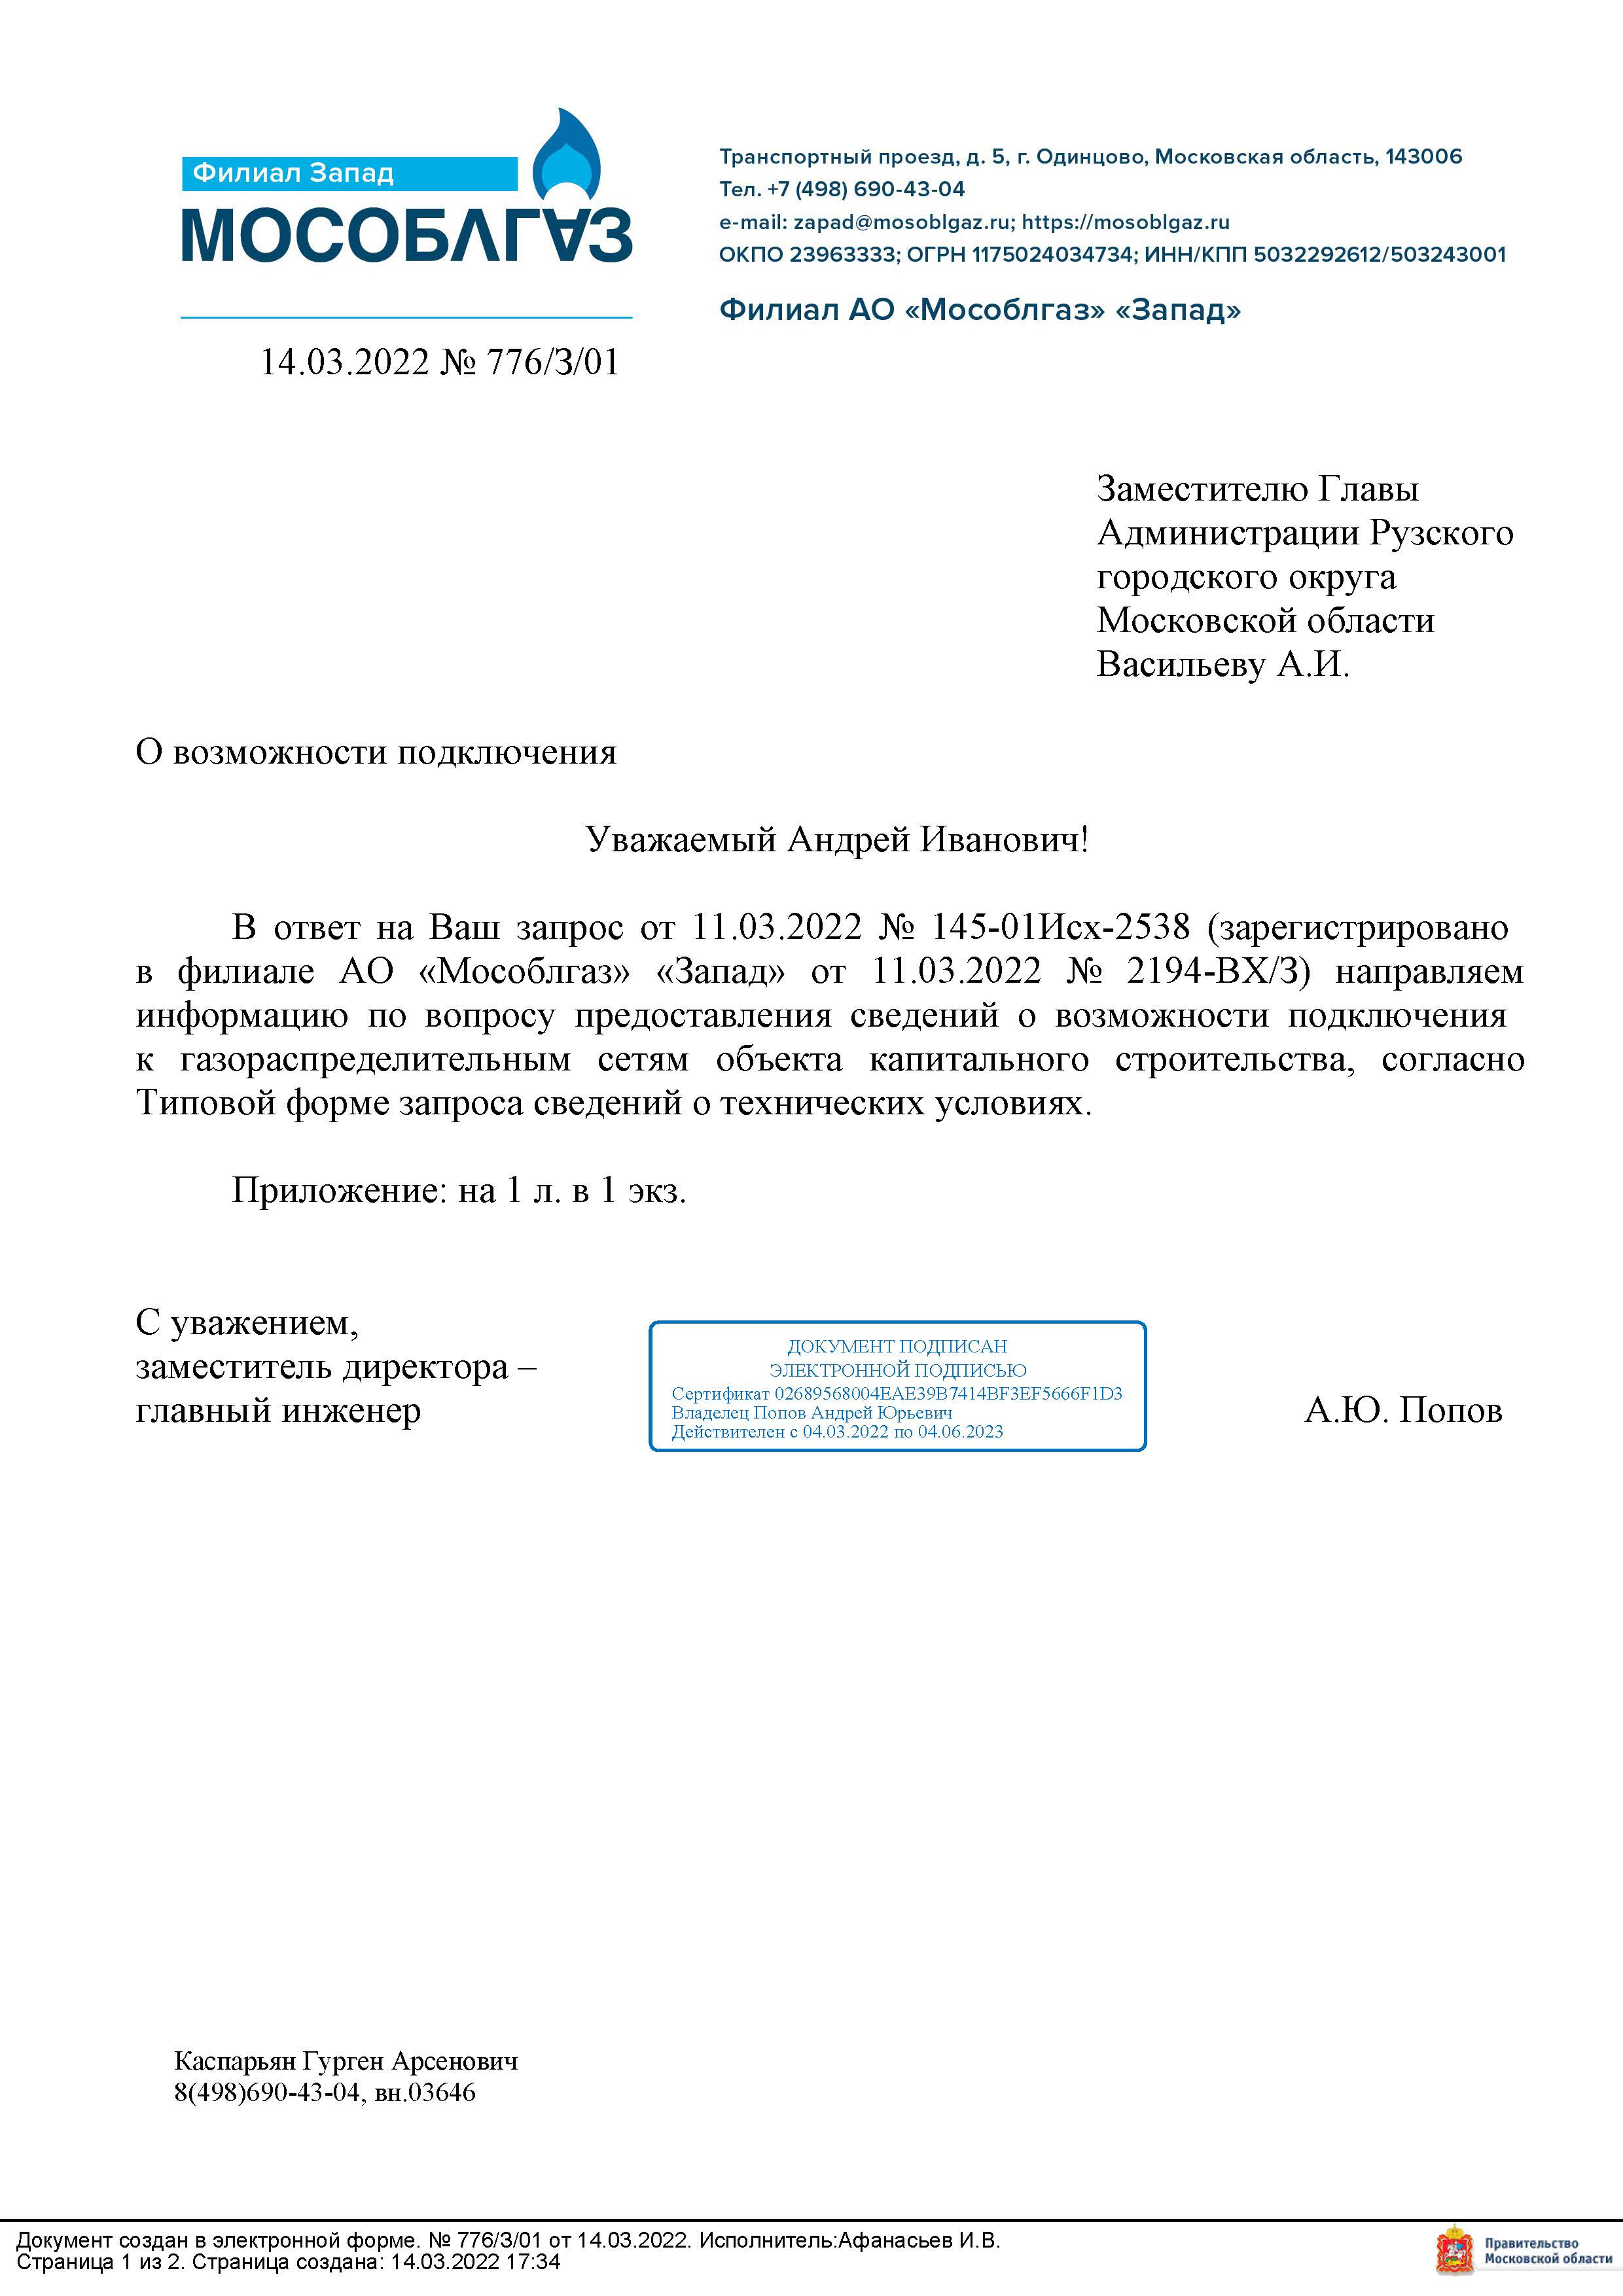 Филиал Запад
МОСОБЛГАЗ
Транспортный проезд, д. 5, г. Одинцово, Московская область, 143006
Тел. +7 (498) 690-43-04
e-mail: zapad@mosoblgaz.ru; https://mosoblgaz.ru
ОКПО 23963333; ОГРН 1175024034734; ИНН/КПП 5032292612/503243001
Филиал АО «Мособлгаз» «Запад»
14.03.2022 № 776/З/01
Заместителю Главы
Администрации Рузского
городского округа
Московской области
Васильеву А.И.
О возможности подключения
Уважаемый Андрей Иванович!
В ответ на Ваш запрос от 11.03.2022 № 145-01Исх-2538 (зарегистрировано
в филиале АО «Мособлгаз» «Запад» от 11.03.2022 № 2194-ВХ/З) направляем
информацию по вопросу предоставления сведений о возможности подключения
к газораспределительным сетям объекта капитального строительства, согласно
Типовой форме запроса сведений о технических условиях.
Приложение: на 1 л. в 1 экз.
С уважением,
заместитель директора –
главный инженер
ДОКУМЕНТ ПОДПИСАН
ЭЛЕКТРОННОЙ ПОДПИСЬЮ
Сертификат 02689568004EAE39B7414BF3EF5666F1D3
Владелец Попов Андрей Юрьевич
Действителен с 04.03.2022 по 04.06.2023
А.Ю. Попов
Каспарьян Гурген Арсенович
8(498)690-43-04, вн.03646
Документ создан в электронной форме. № 776/З/01 от 14.03.2022. Исполнитель:Афанасьев И.В.
Страница 1 из 2. Страница создана: 14.03.2022 17:34
Правительство
Московской области